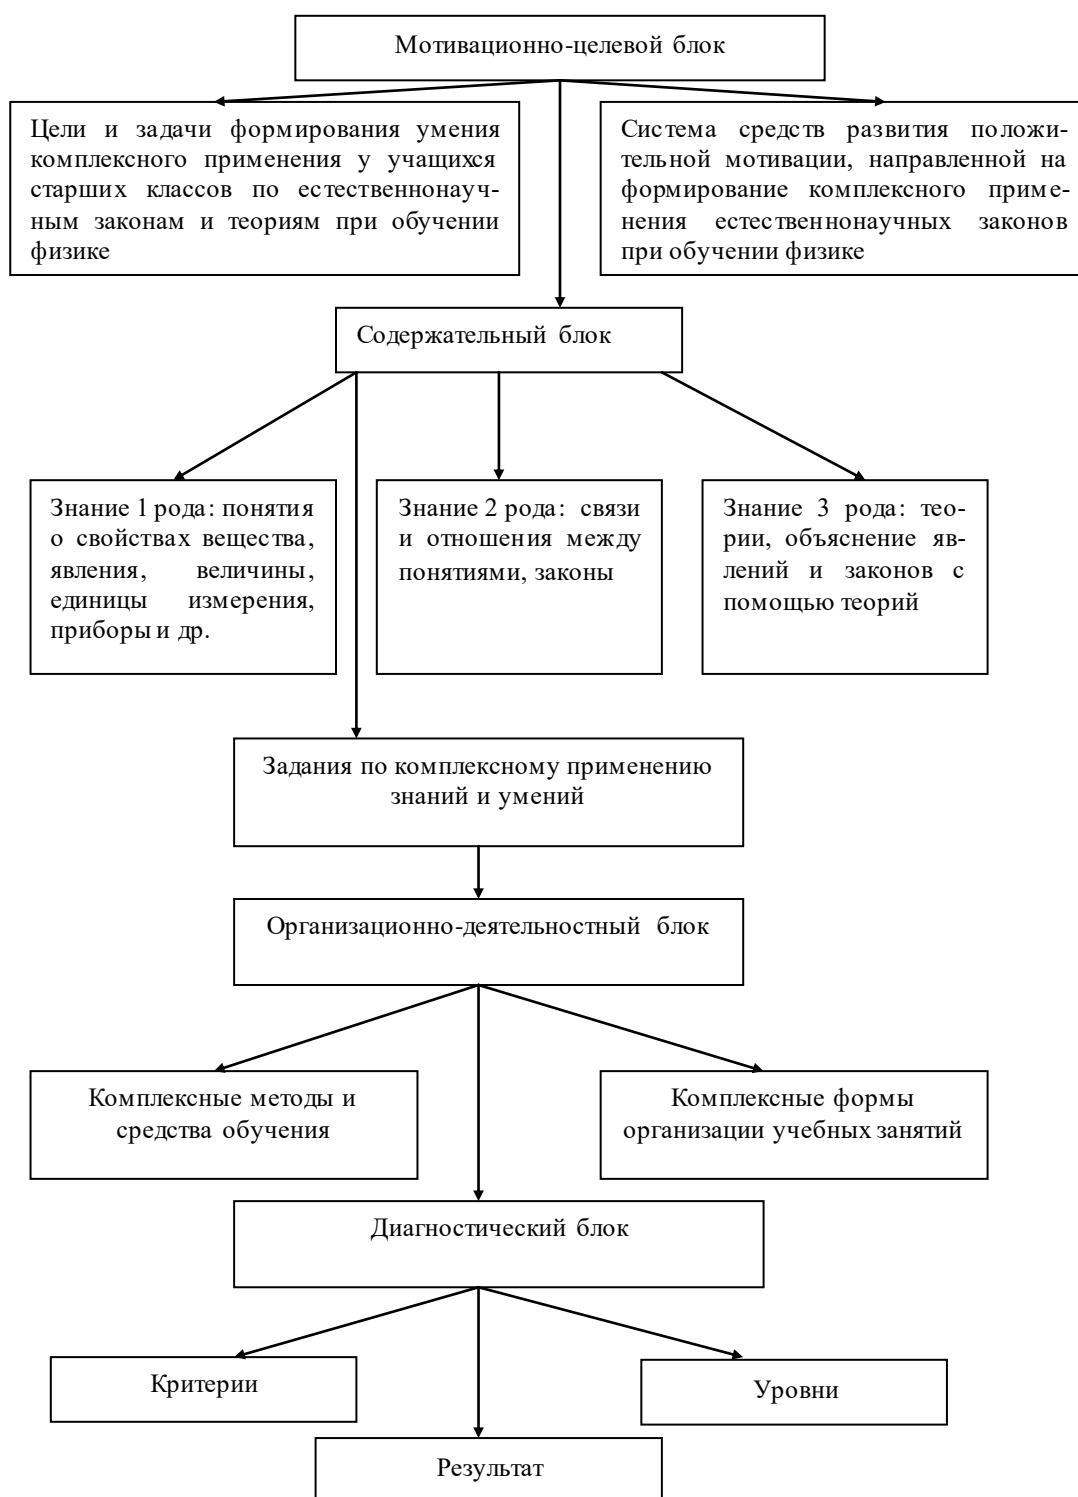 Мотивационно-целевой блок
Цели и задачи формирования умения
комплексного применения у учащихся
старших классов по естественнонауч-
ным законам и теориям при обучении
физике
Система средств развития положи-
тельной мотивации, направленной на
формирование комплексного приме-
нения естественнонаучных законов
при обучении физике
Содержательный блок
Знание 1 рода: понятия
о свойствах вещества,
явления, величины,
единицы измерения,
приборы и др.
Знание 2 рода: связи
и отношения между
понятиями, законы
Знание 3 рода: тео-
рии, объяснение яв-
лений и законов с
помощью теорий
Задания по комплексному применению
знаний и умений
Организационно-деятельностный блок
Комплексные методы и
средства обучения
Комплексные формы
организации учебных занятий
Диагностический блок
Критерии
Уровни
Результат